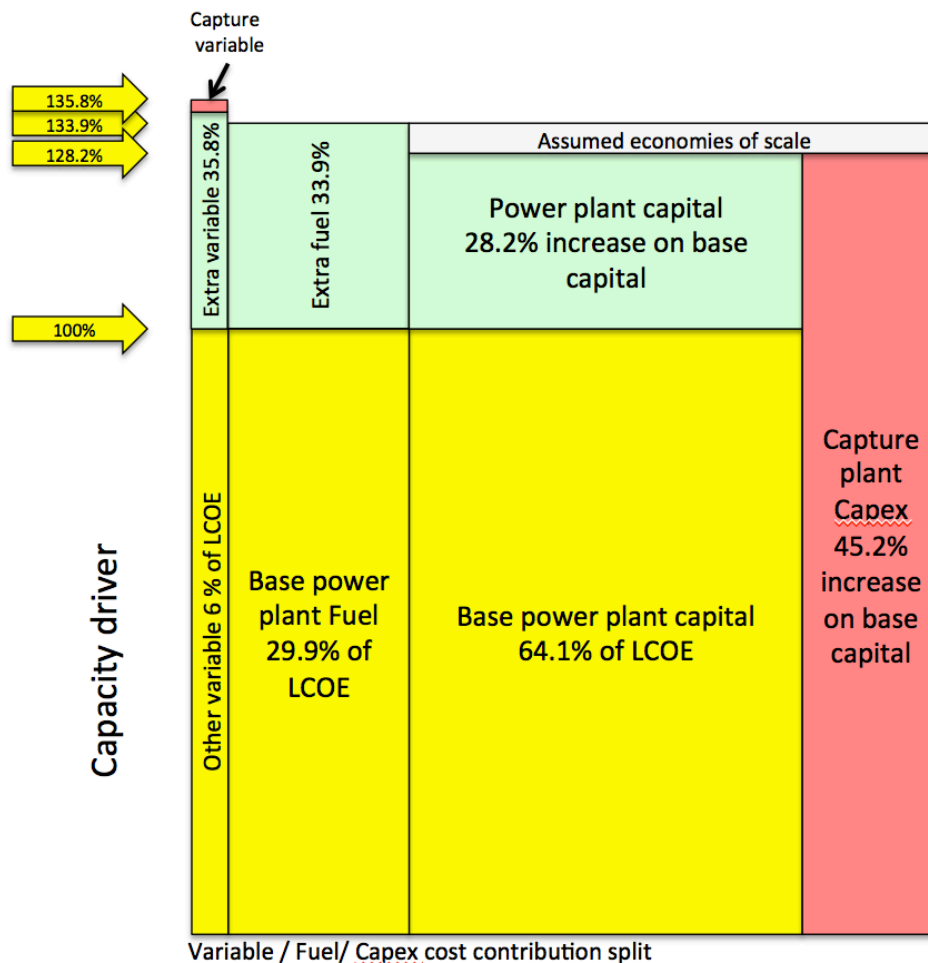 Capture
variable
135.8%
133.9%
128.2%
100%
Extra variable 35.8%
Extra fuel 33.9%
Assumed economies of scale
Power plant capital
28.2% increase on base
capital
Capacity driver
Other variable 6 % of LCOE
Base power
plant Fuel
29.9% of
LCOE
Base power plant capital
64.1% of LCOE
Capture
plant
Capex
45.2%
increase
on base
capital
Variable / Fuel/ Capex cost contribution split